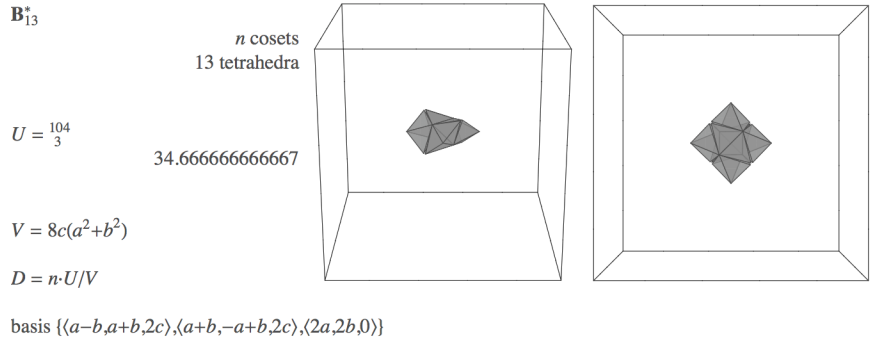 B*13
n cosets
13 tetrahedra
U = 104/3
34.666666666667
V = 8c(a²+b²)
D = n·U/V
basis {⟨a−b,a+b,2c⟩,⟨a+b,−a+b,2c⟩,⟨2a,2b,0⟩}